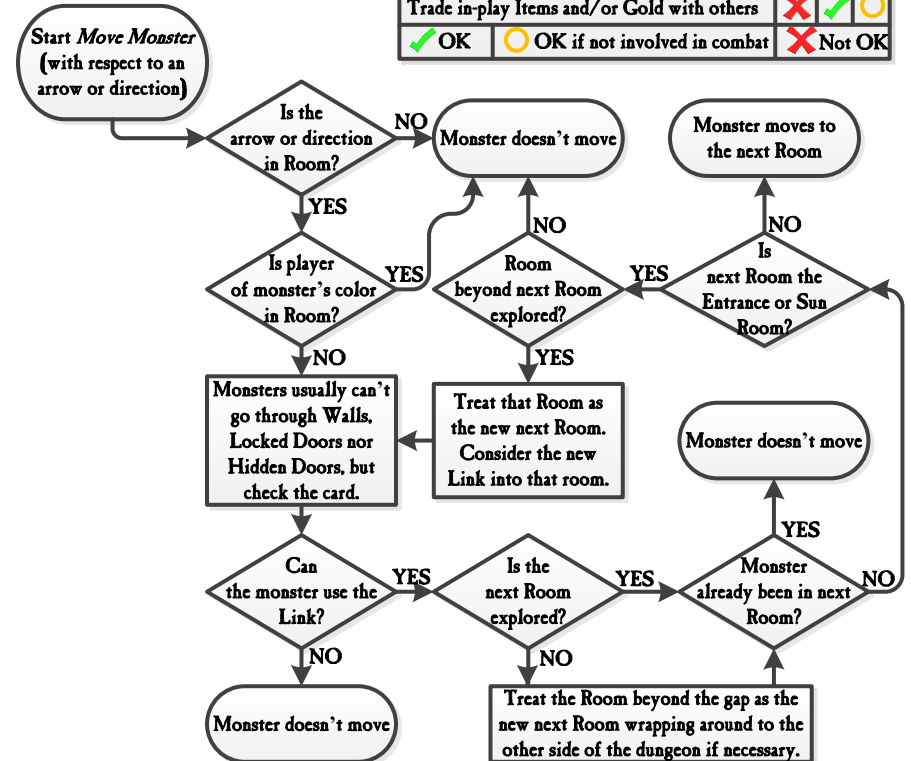 Trade in-play Items and/or Gold with others
OK
OK if not involved in combat
Not OK
Start Move Monster
(with respect to an
arrow or direction)
Is the
arrow or direction
in Room?
NO
Monster doesn't move
Monster moves to
the next Room
YES
NO
NO
Is player
of monster's color
in Room?
YES
Room
beyond next Room
explored?
YES
Is
next Room the
Entrance or Sun
Room?
NO
YES
Monsters usually can't
go through Walls,
Locked Doors nor
Hidden Doors, but
check the card.
Treat that Room as
the new next Room.
Consider the new
Link into that room.
Monster doesn't move
YES
Can
the monster use the
Link?
YES
Is the
next Room
explored?
YES
Monster
already been in next
Room?
NO
NO
NO
Monster doesn't move
Treat the Room beyond the gap as the
new next Room wrapping around to the
other side of the dungeon if necessary.